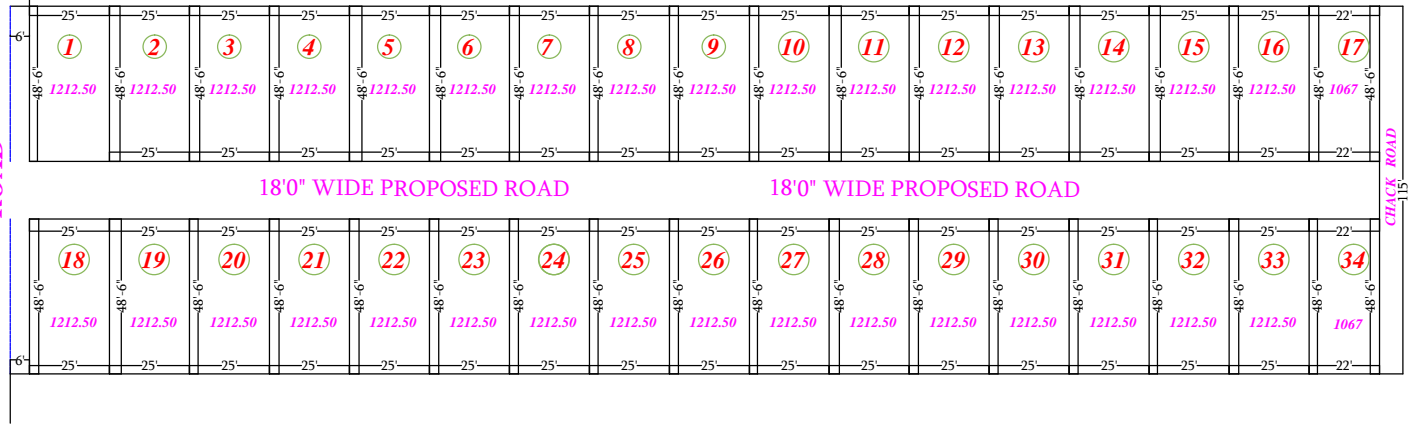 25' 25' 25' 25' 25' 25' 25' 25' 25' 25' 25' 25' 25' 25' 25' 25' 22'
6' 1 2 3 4 5 6 7 8 9 10 11 12 13 14 15 16 17
48'-6" 1212.50 48'-6" 1212.50 48'-6" 1212.50 48'-6" 1212.50 48'-6" 1212.50 48'-6" 1212.50 48'-6" 1212.50 48'-6" 1212.50 48'-6" 1212.50 48'-6" 1212.50 48'-6" 1212.50 48'-6" 1212.50 48'-6" 1212.50 48'-6" 1212.50 48'-6" 1212.50 48'-6" 1212.50 48'-6" 1067 48'-6"
25' 25' 25' 25' 25' 25' 25' 25' 25' 25' 25' 25' 25' 25' 25' 22'
18'0" WIDE PROPOSED ROAD 18'0" WIDE PROPOSED ROAD
CHACK ROAD
115'
25' 25' 25' 25' 25' 25' 25' 25' 25' 25' 25' 25' 25' 25' 25' 25' 22'
18 19 20 21 22 23 24 25 26 27 28 29 30 31 32 33 34
48'-6" 48'-6" 48'-6" 48'-6" 48'-6" 48'-6" 48'-6" 48'-6" 48'-6" 48'-6" 48'-6" 48'-6" 48'-6" 48'-6" 48'-6" 48'-6" 48'-6" 48'-6"
1212.50 1212.50 1212.50 1212.50 1212.50 1212.50 1212.50 1212.50 1212.50 1212.50 1212.50 1212.50 1212.50 1212.50 1212.50 1212.50 1067
6' 25' 25' 25' 25' 25' 25' 25' 25' 25' 25' 25' 25' 25' 25' 25' 25' 22'